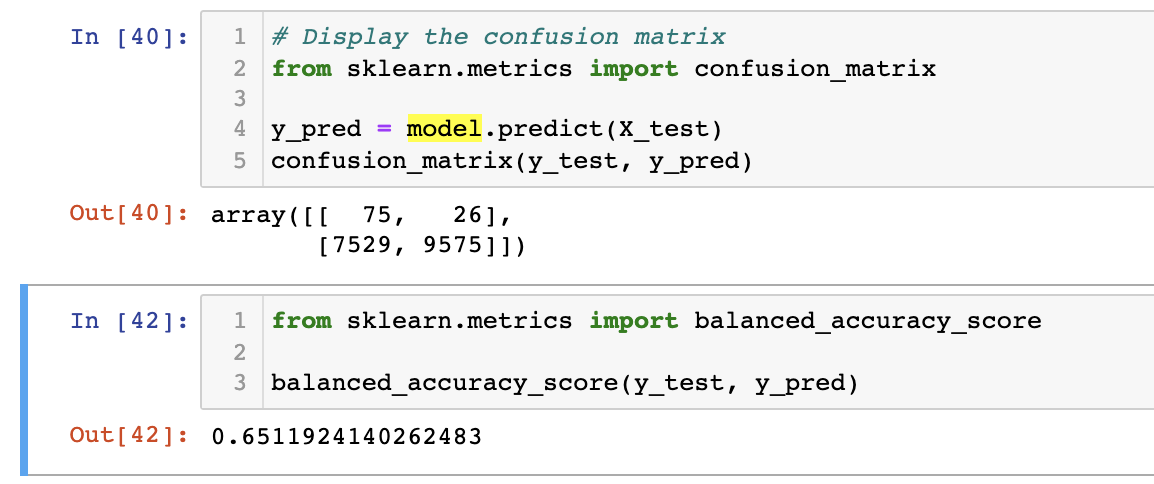 In [40]:
1 # Display the confusion matrix
2 from sklearn.metrics import confusion_matrix
3
4 y_pred = model.predict(X_test)
5 confusion_matrix(y_test, y_pred)
Out[40]: array([[  75,   26],
       [7529, 9575]])
In [42]:
1 from sklearn.metrics import balanced_accuracy_score
2
3 balanced_accuracy_score(y_test, y_pred)
Out[42]: 0.6511924140262483